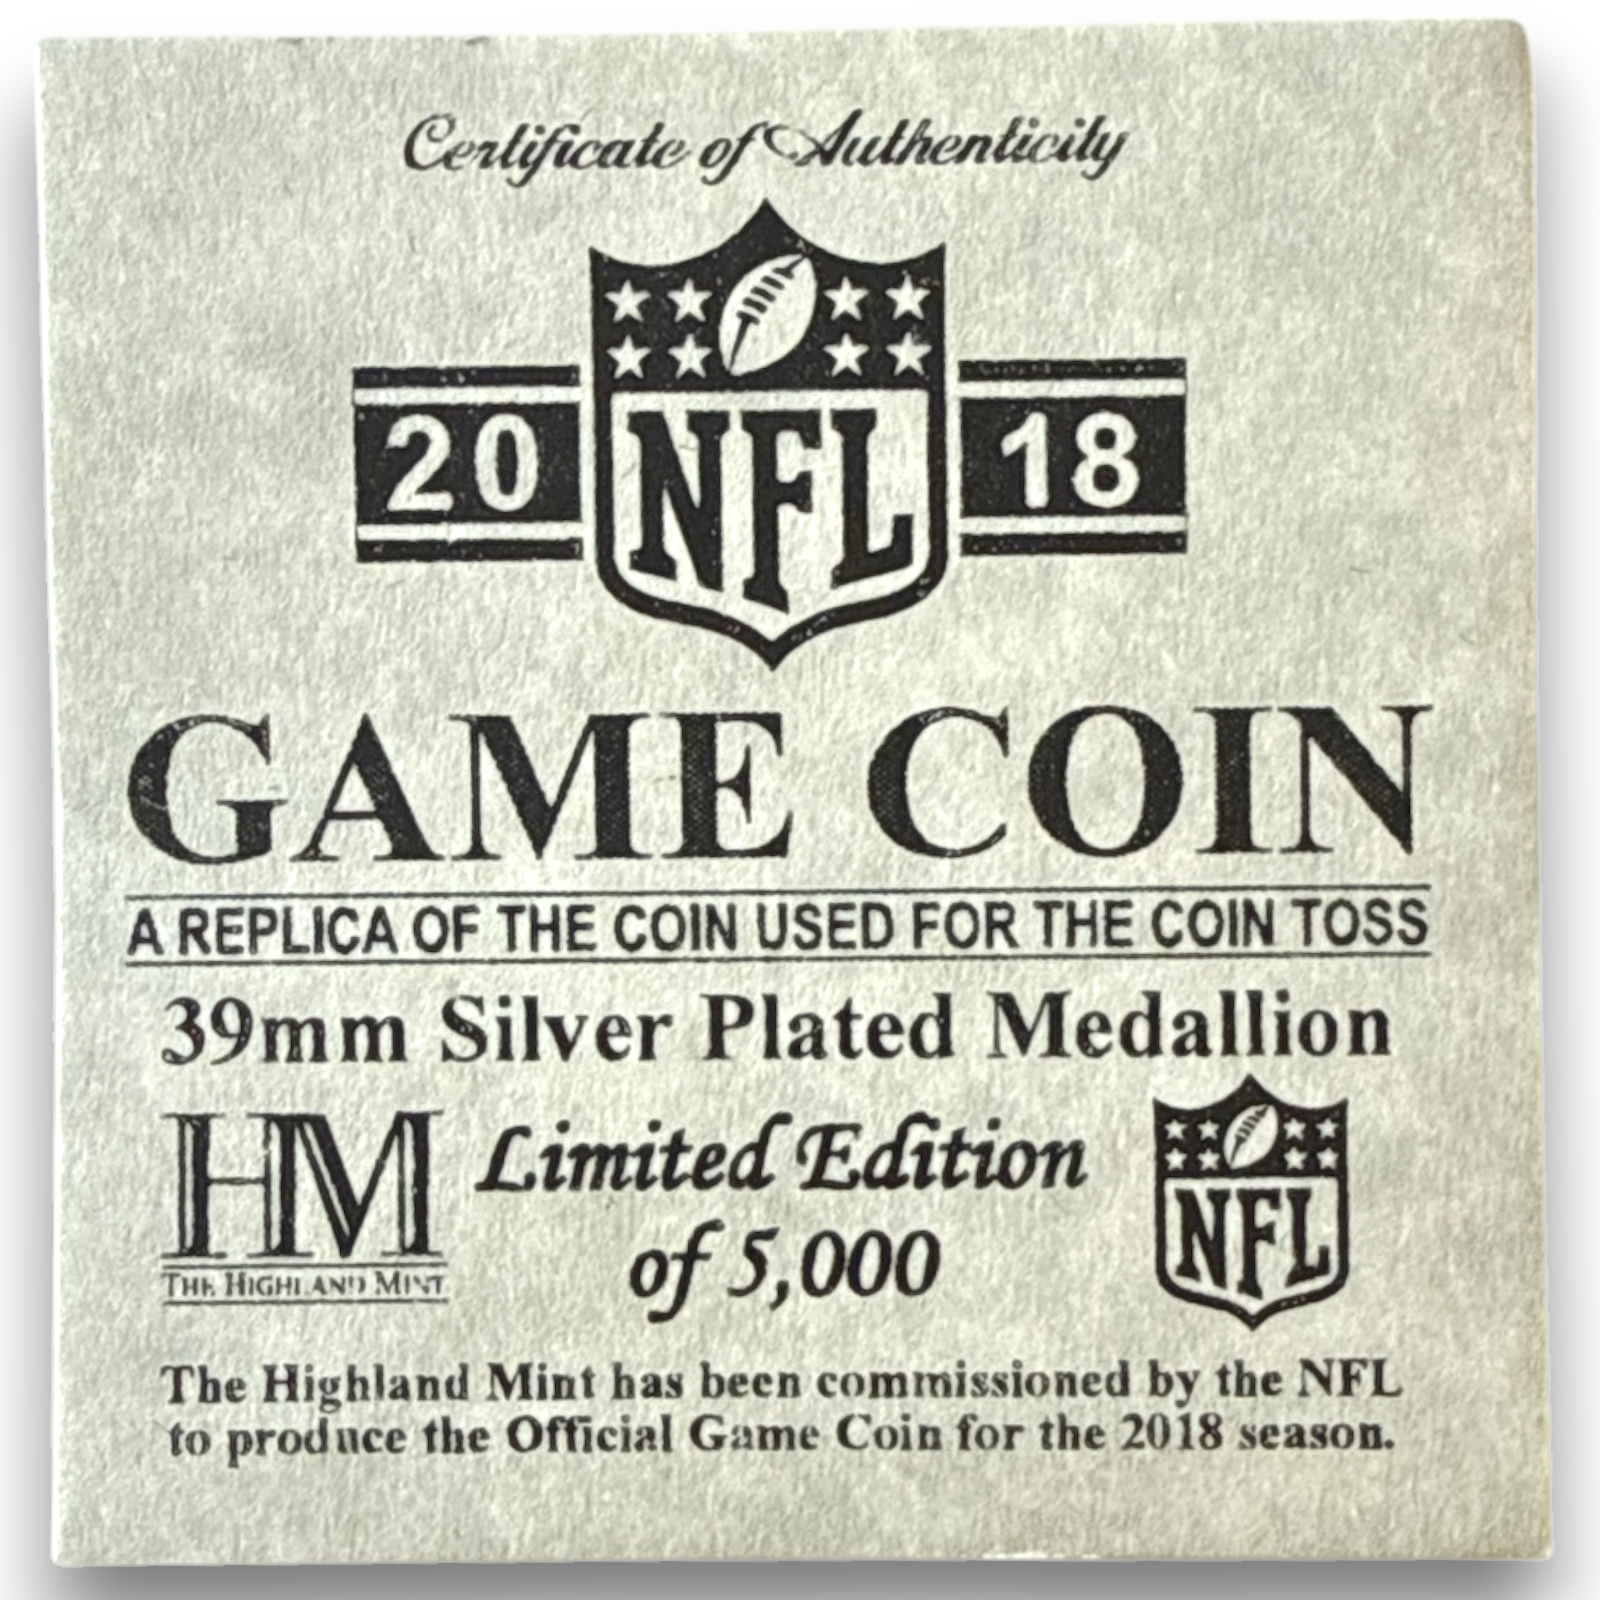 Certificate of Authenticity
20 NFL 18
GAME COIN
A REPLICA OF THE COIN USED FOR THE COIN TOSS
39mm Silver Plated Medallion
HM
THE HIGHLAND MINT
Limited Edition
of 5,000
NFL
The Highland Mint has been commissioned by the NFL
to produce the Official Game Coin for the 2018 season.